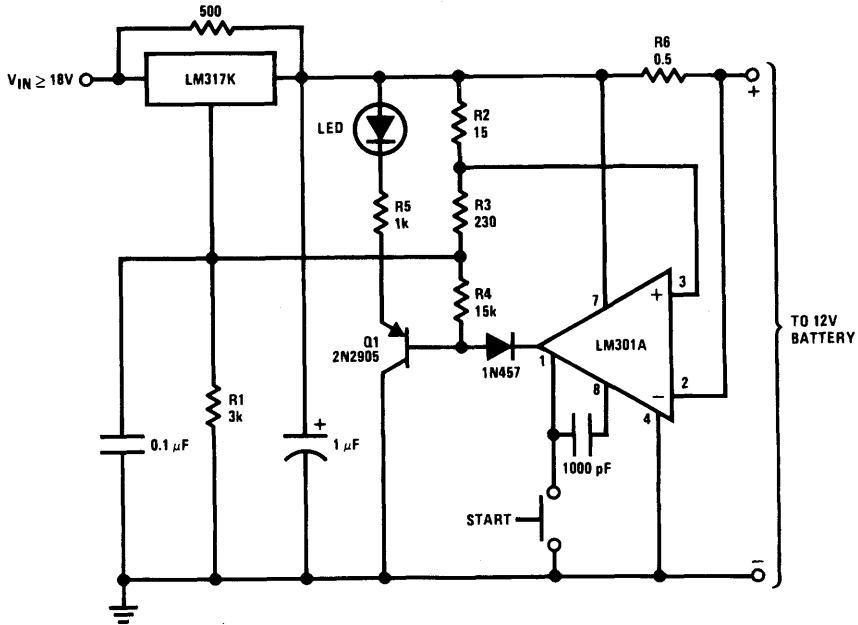 500
V_IN ≥ 18V
LM317K
R6
0.5
+
LED
R2
15
R5
1k
R3
230
R4
15k
7
+
3
TO 12V
BATTERY
LM301A
Q1
2N2905
1N457
1
8
−
2
4
R1
3k
0.1 μF
+
1 μF
1000 pF
START
−